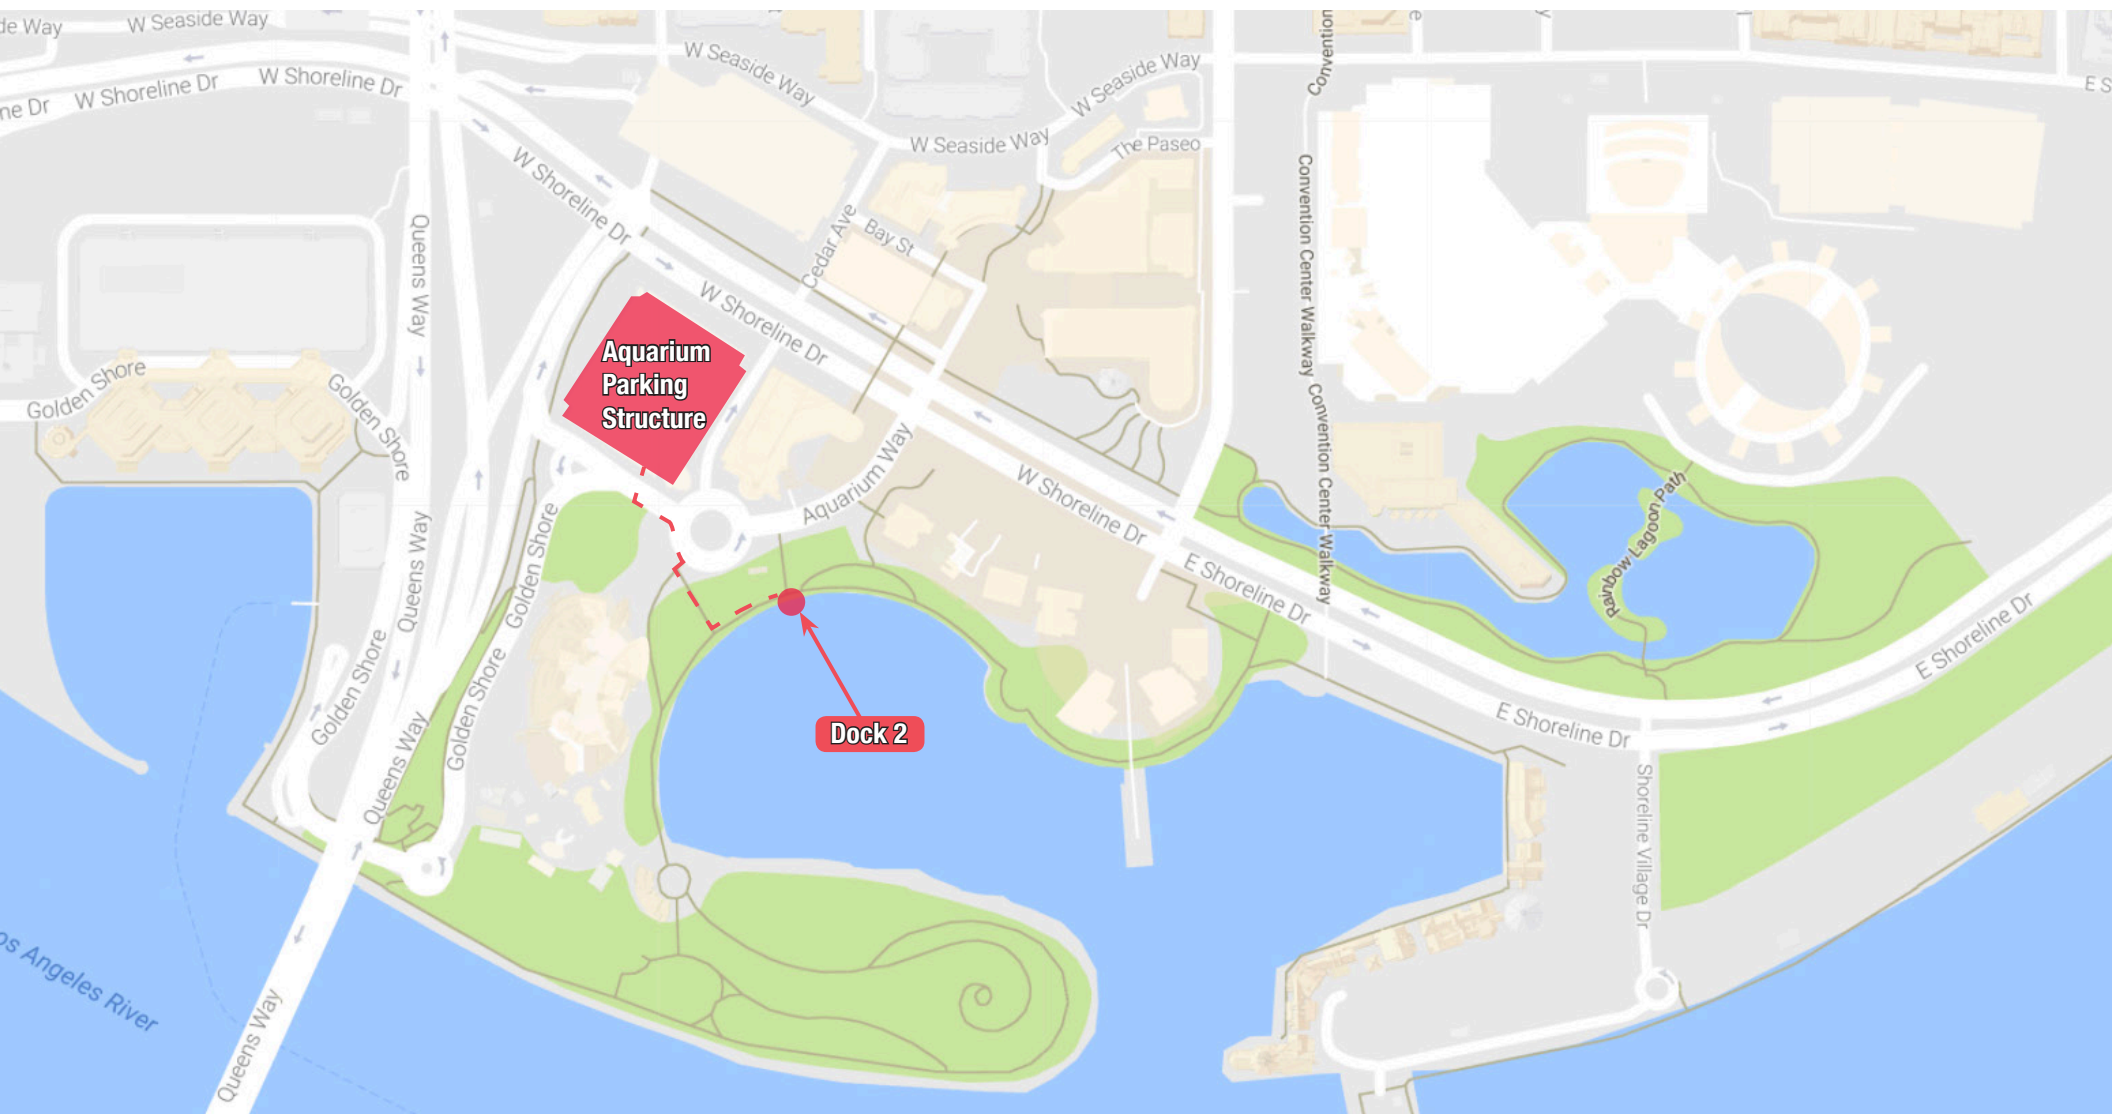 de Way
W Seaside Way
W Shoreline Dr
W Shoreline Dr
ne Dr
W Seaside Way
W Seaside Way
W Seaside Way
The Paseo
E S
W Shoreline Dr
Queens Way
Cedar Ave
Bay St
W Shoreline Dr
Convention Center Walkway
Convention Center Walkway
Aquarium
Parking
Structure
Golden Shore
Golden Shore
Aquarium Way
W Shoreline Dr
Queens Way
Golden Shore
E Shoreline Dr
Rainbow Lagoon Path
E Shoreline Dr
Golden Shore
Golden Shore
Queens Way
Dock 2
E Shoreline Dr
Shoreline Village Dr
os Angeles River
Queens Way